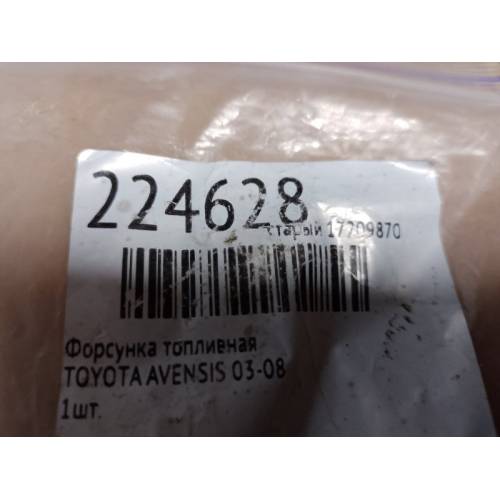 224628
старый 17709870
Форсунка топливная
TOYOTA AVENSIS 03-08
1шт.